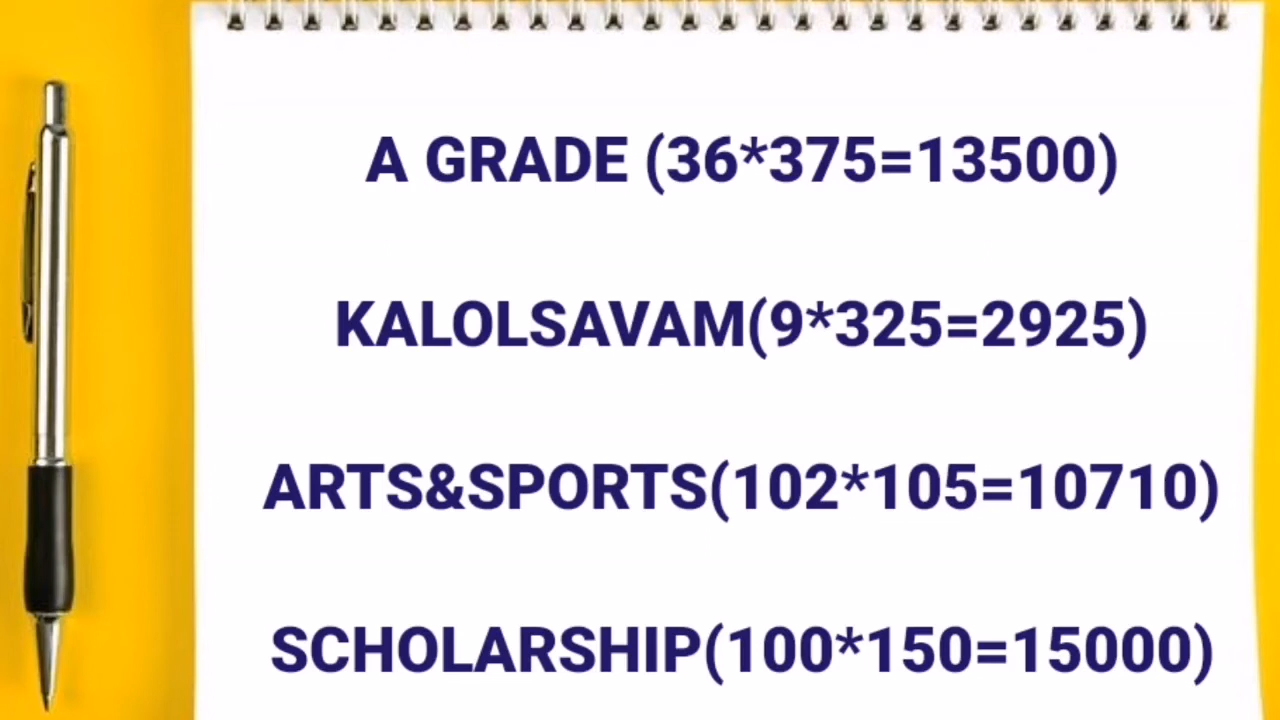 A GRADE (36*375=13500)
KALOLSAVAM(9*325=2925)
ARTS&SPORTS(102*105=10710)
SCHOLARSHIP(100*150=15000)